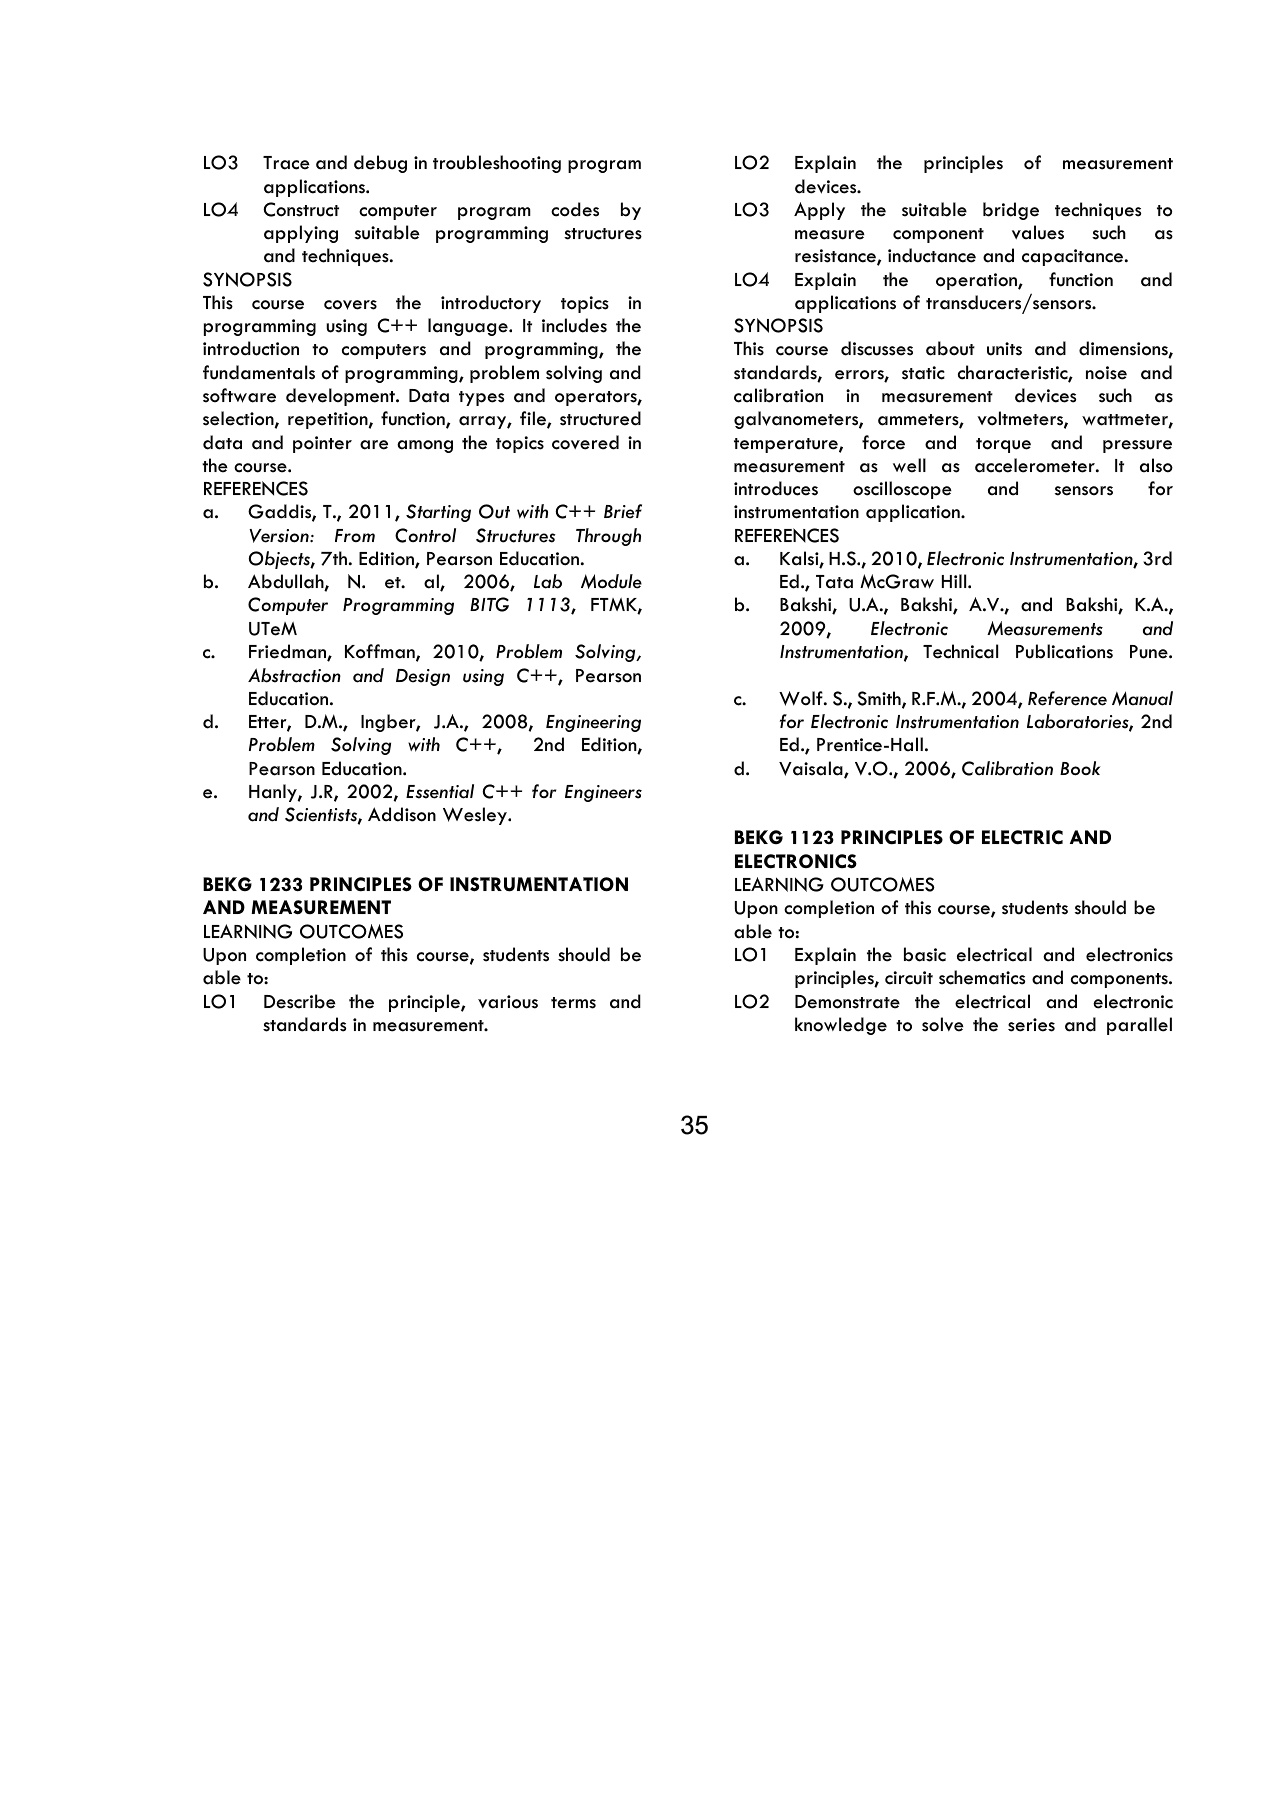 LO3 Trace and debug in troubleshooting program
applications.
LO4 Construct computer program codes by
applying suitable programming structures
and techniques.
SYNOPSIS
This course covers the introductory topics in
programming using C++ language. It includes the
introduction to computers and programming, the
fundamentals of programming, problem solving and
software development. Data types and operators,
selection, repetition, function, array, file, structured
data and pointer are among the topics covered in
the course.
REFERENCES
a. Gaddis, T., 2011, Starting Out with C++ Brief
Version: From Control Structures Through
Objects, 7th. Edition, Pearson Education.
b. Abdullah, N. et. al, 2006, Lab Module
Computer Programming BITG 1113, FTMK,
UTeM
c. Friedman, Koffman, 2010, Problem Solving,
Abstraction and Design using C++, Pearson
Education.
d. Etter, D.M., Ingber, J.A., 2008, Engineering
Problem Solving with C++, 2nd Edition,
Pearson Education.
e. Hanly, J.R, 2002, Essential C++ for Engineers
and Scientists, Addison Wesley.
BEKG 1233 PRINCIPLES OF INSTRUMENTATION
AND MEASUREMENT
LEARNING OUTCOMES
Upon completion of this course, students should be
able to:
LO1 Describe the principle, various terms and
standards in measurement.
LO2 Explain the principles of measurement
devices.
LO3 Apply the suitable bridge techniques to
measure component values such as
resistance, inductance and capacitance.
LO4 Explain the operation, function and
applications of transducers/sensors.
SYNOPSIS
This course discusses about units and dimensions,
standards, errors, static characteristic, noise and
calibration in measurement devices such as
galvanometers, ammeters, voltmeters, wattmeter,
temperature, force and torque and pressure
measurement as well as accelerometer. It also
introduces oscilloscope and sensors for
instrumentation application.
REFERENCES
a. Kalsi, H.S., 2010, Electronic Instrumentation, 3rd
Ed., Tata McGraw Hill.
b. Bakshi, U.A., Bakshi, A.V., and Bakshi, K.A.,
2009, Electronic Measurements and
Instrumentation, Technical Publications Pune.
c. Wolf. S., Smith, R.F.M., 2004, Reference Manual
for Electronic Instrumentation Laboratories, 2nd
Ed., Prentice-Hall.
d. Vaisala, V.O., 2006, Calibration Book
BEKG 1123 PRINCIPLES OF ELECTRIC AND
ELECTRONICS
LEARNING OUTCOMES
Upon completion of this course, students should be
able to:
LO1 Explain the basic electrical and electronics
principles, circuit schematics and components.
LO2 Demonstrate the electrical and electronic
knowledge to solve the series and parallel
35